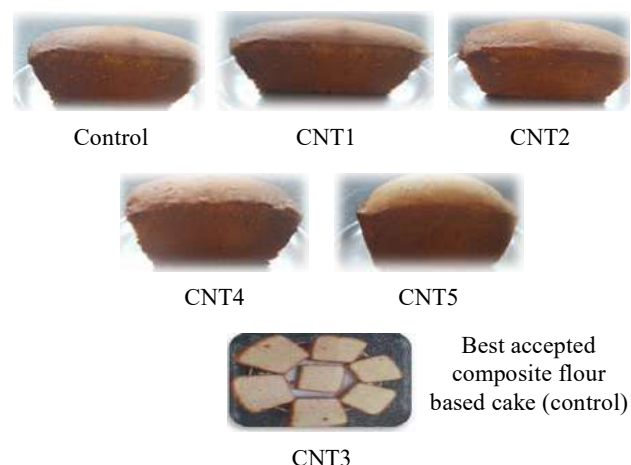 Control
CNT1
CNT2
CNT4
CNT5
Best accepted
composite flour
based cake (control)
CNT3